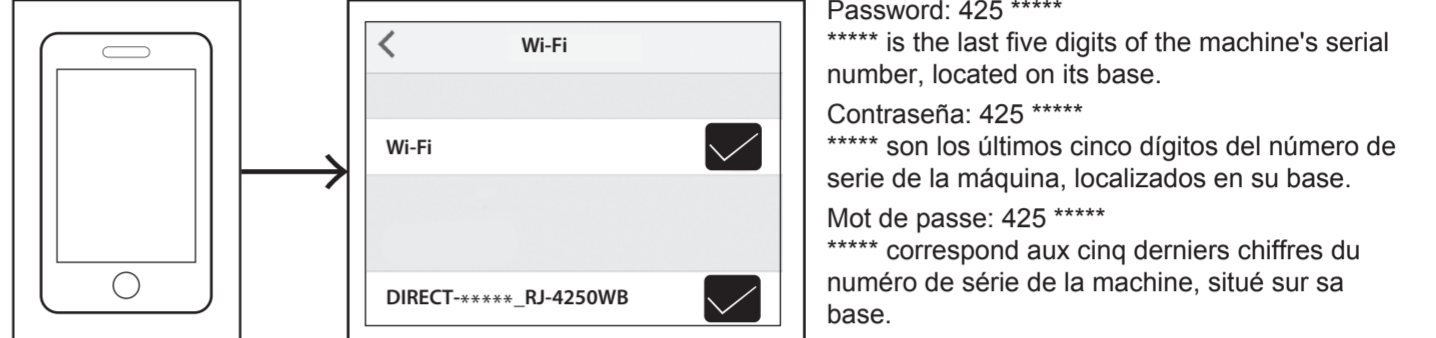 Wi-Fi
Wi-Fi
DIRECT-*****_RJ-4250WB
Password: 425 *****
***** is the last five digits of the machine's serial
number, located on its base.
Contraseña: 425 *****
***** son los últimos cinco dígitos del número de
serie de la máquina, localizados en su base.
Mot de passe: 425 *****
***** correspond aux cinq derniers chiffres du
numéro de série de la machine, situé sur sa
base.